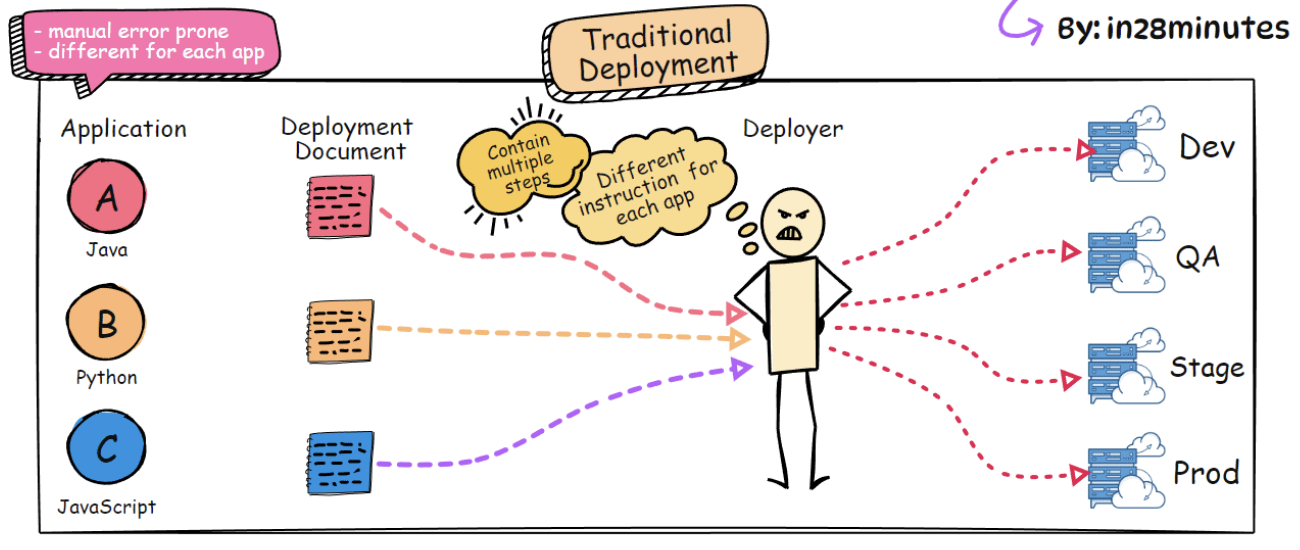 - manual error prone
- different for each app
Traditional
Deployment
By: in28minutes
Application
Deployment
Document
Contain
multiple
steps
Different
instruction for
each app
Deployer
A
Java
B
Python
C
JavaScript
Dev
QA
Stage
Prod